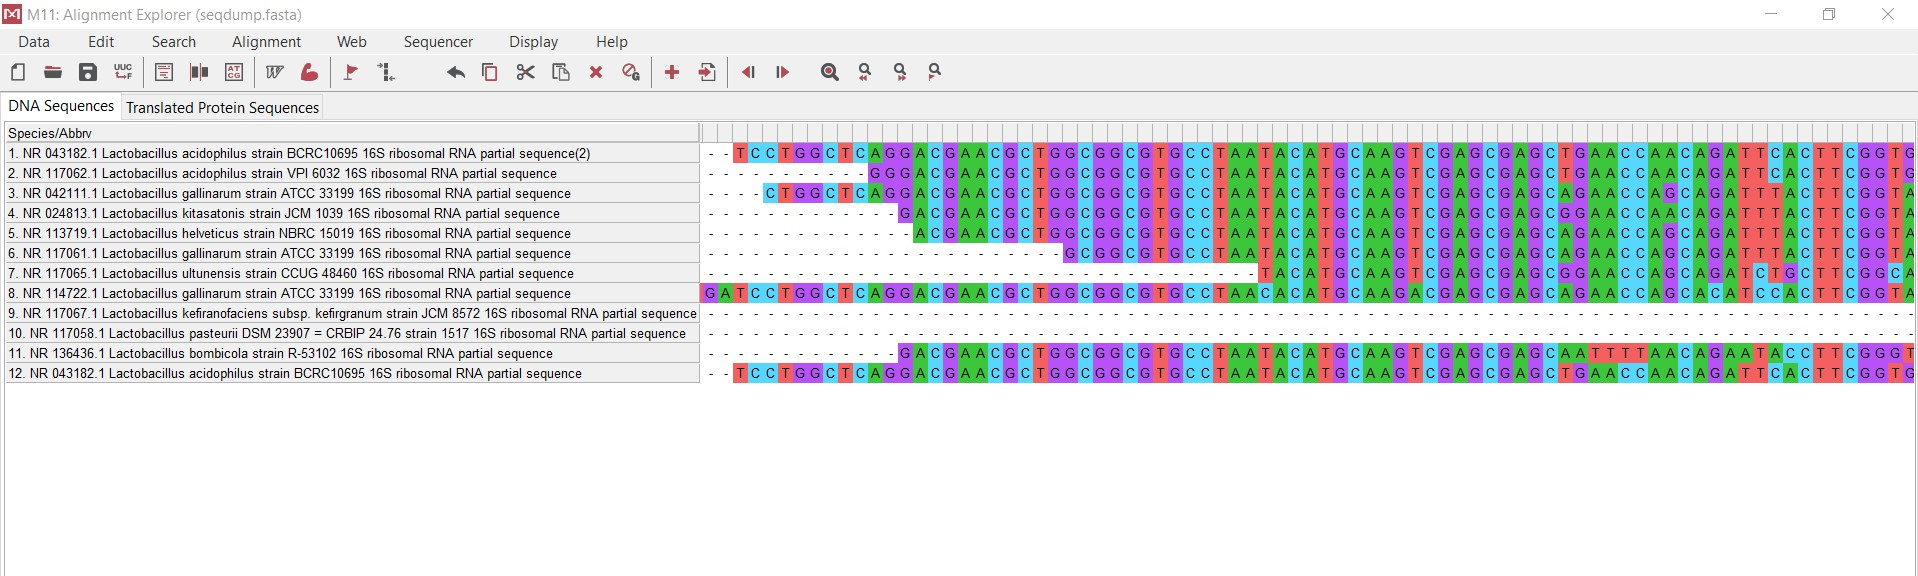 M11: Alignment Explorer (seqdump.fasta)
Data Edit Search Alignment Web Sequencer Display Help
DNA Sequences Translated Protein Sequences
Species/Abbrv
1. NR 043182.1 Lactobacillus acidophilus strain BCRC10695 16S ribosomal RNA partial sequence(2) - - T C C T G G C T C A G G A C G A A C G C T G G C G G C G T G C C T A A T A C A T G C A A G T C G A G C G A G C T G A A C C A A C A G A T T C A C T T C G G T G
2. NR 117062.1 Lactobacillus acidophilus strain VPI 6032 16S ribosomal RNA partial sequence - - - - - - - - - - - G G G A C G A A C G C T G G C G G C G T G C C T A A T A C A T G C A A G T C G A G C G A G C T G A A C C A A C A G A T T C A C T T C G G T G
3. NR 042111.1 Lactobacillus gallinarum strain ATCC 33199 16S ribosomal RNA partial sequence - - - - C T G G C T C A G G A C G A A C G C T G G C G G C G T G C C T A A T A C A T G C A A G T C G A G C G A G C A G A A C C A G C A G A T T T A C T T C G G T A
4. NR 024813.1 Lactobacillus kitasatonis strain JCM 1039 16S ribosomal RNA partial sequence - - - - - - - - - - - - - G A C G A A C G C T G G C G G C G T G C C T A A T A C A T G C A A G T C G A G C G A G C G G A A C C A A C A G A T T T A C T T C G G T A
5. NR 113719.1 Lactobacillus helveticus strain NBRC 15019 16S ribosomal RNA partial sequence - - - - - - - - - - - - - - A C G A A C G C T G G C G G C G T G C C T A A T A C A T G C A A G T C G A G C G A G C A G A A C C A G C A G A T T T A C T T C G G T A
6. NR 117061.1 Lactobacillus gallinarum strain ATCC 33199 16S ribosomal RNA partial sequence - - - - - - - - - - - - - - - - - - - - - - - - G C G G C G T G C C T A A T A C A T G C A A G T C G A G C G A G C A G A A C C A G C A G A T T T A C T T C G G T A
7. NR 117065.1 Lactobacillus ultunensis strain CCUG 48460 16S ribosomal RNA partial sequence - - - - - - - - - - - - - - - - - - - - - - - - - - - - - - - - - - - - - T A C A T G C A A G T C G A G C G A G C G G A A C C A G C A G A T C T G C T T C G G C A
8. NR 114722.1 Lactobacillus gallinarum strain ATCC 33199 16S ribosomal RNA partial sequence G A T C C T G G C T C A G G A C G A A C G C T G G C G G C G T G C C T A A C A C A T G C A A G A C G A G C G A G C A G A A C C A G C A C A T C C A C T T C G G T A
9. NR 117067.1 Lactobacillus kefiranofaciens subsp. kefirgranum strain JCM 8572 16S ribosomal RNA partial sequence - - - - - - - - - - - - - - - - - - - - - - - - - - - - - - - - - - - - - - - - - - - - - - - - - - - - - - - - - - - - - - - - - - - - - - - - - - - - - - - - -
10. NR 117058.1 Lactobacillus pasteurii DSM 23907 = CRBIP 24.76 strain 1517 16S ribosomal RNA partial sequence - - - - - - - - - - - - - - - - - - - - - - - - - - - - - - - - - - - - - - - - - - - - - - - - - - - - - - - - - - - - - - - - - - - - - - - - - - - - - - - - -
11. NR 136436.1 Lactobacillus bombicola strain R-53102 16S ribosomal RNA partial sequence - - - - - - - - - - - - - G A C G A A C G C T G G C G G C G T G C C T A A T A C A T G C A A G T C G A G C G A G C A A T T T T A A C A G A A T A C C T T C G G G T
12. NR 043182.1 Lactobacillus acidophilus strain BCRC10695 16S ribosomal RNA partial sequence - - T C C T G G C T C A G G A C G A A C G C T G G C G G C G T G C C T A A T A C A T G C A A G T C G A G C G A G C T G A A C C A A C A G A T T C A C T T C G G T G